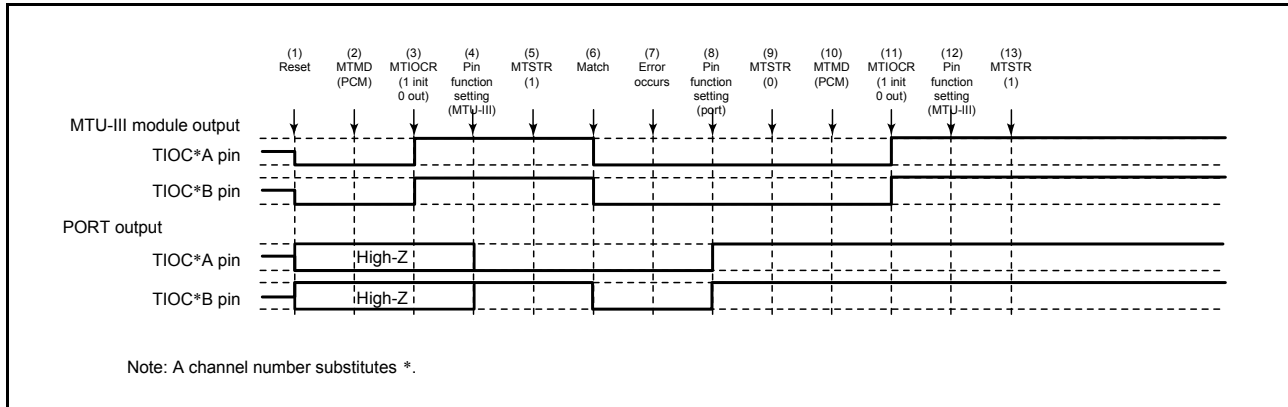 (1)
Reset
(2)
MTMD
(PCM)
(3)
MTIOCR
(1 init
0 out)
(4)
Pin
function
setting
(MTU-III)
(5)
MTSTR
(1)
(6)
Match
(7)
Error
occurs
(8)
Pin
function
setting
(port)
(9)
MTSTR
(0)
(10)
MTMD
(PCM)
(11)
MTIOCR
(1 init
0 out)
(12)
Pin
function
setting
(MTU-III)
(13)
MTSTR
(1)
MTU-III module output
TIOC*A pin
TIOC*B pin
PORT output
TIOC*A pin
High-Z
TIOC*B pin
High-Z
Note: A channel number substitutes *.